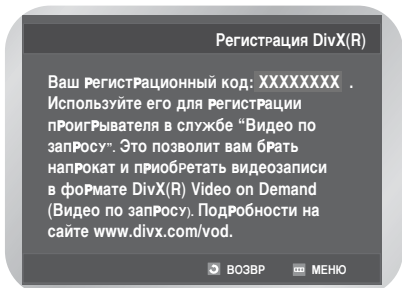 Регистрация DivX(R)
Ваш регистрационный код: XXXXXXXX .
Используйте его для регистрации
проигрывателя в службе “Видео по
запросу”. Это позволит вам брать
напрокат и приобретать видеозаписи
в формате DivX(R) Video on Demand
(Видео по запросу). Подробности на
сайте www.divx.com/vod.
ВОЗВР МЕНЮ